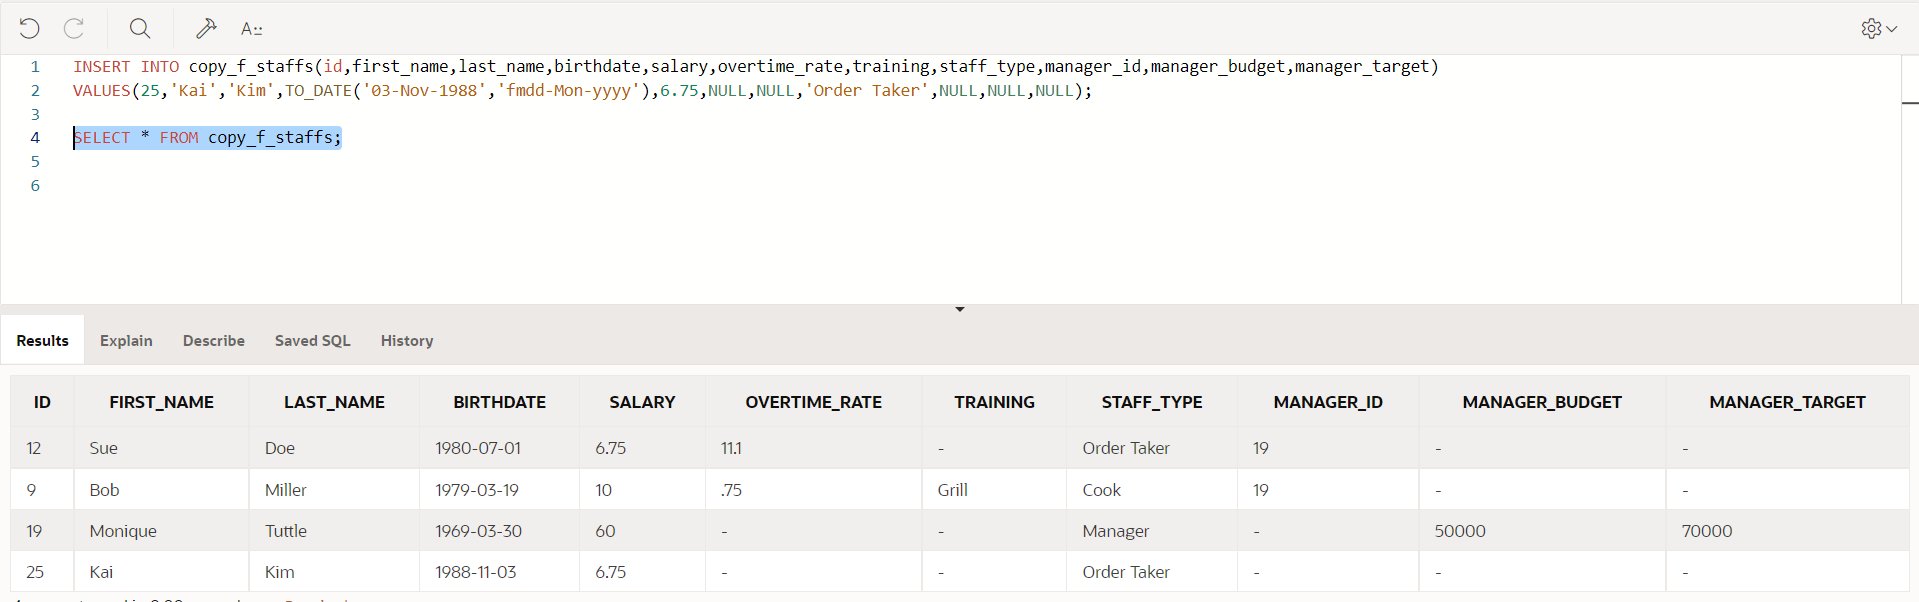 A
1 INSERT INTO copy_f_staffs(id,first_name,last_name,birthdate,salary,overtime_rate,training,staff_type,manager_id,manager_budget,manager_target)
2 VALUES(25,'Kai','Kim',TO_DATE('03-Nov-1988','fmdd-Mon-yyyy'),6.75,NULL,NULL,'Order Taker',NULL,NULL,NULL);
3
4 SELECT * FROM copy_f_staffs;
5
6
Results Explain Describe Saved SQL History
ID FIRST_NAME LAST_NAME BIRTHDATE SALARY OVERTIME_RATE TRAINING STAFF_TYPE MANAGER_ID MANAGER_BUDGET MANAGER_TARGET
12 Sue Doe 1980-07-01 6.75 11.1 - Order Taker 19 - -
9 Bob Miller 1979-03-19 10 .75 Grill Cook 19 - -
19 Monique Tuttle 1969-03-30 60 - - Manager - 50000 70000
25 Kai Kim 1988-11-03 6.75 - - Order Taker - - -